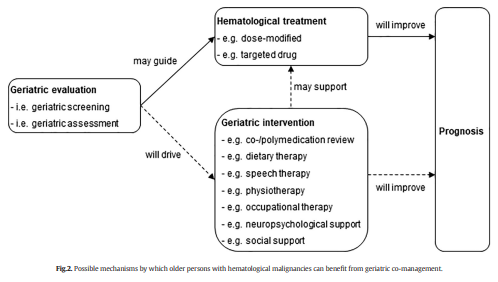 Hematological treatment
- e.g. dose-modified
- e.g. targeted drug
will improve
may guide
Geriatric evaluation
- i.e. geriatric screening
- i.e. geriatric assessment
may support
will drive
Geriatric intervention
- e.g. co-/polymedication review
- e.g. dietary therapy
- e.g. speech therapy
- e.g. physiotherapy
- e.g. occupational therapy
- e.g. neuropsychological support
- e.g. social support
will improve
Prognosis
Fig.2. Possible mechanisms by which older persons with hematological malignancies can benefit from geriatric co-management.